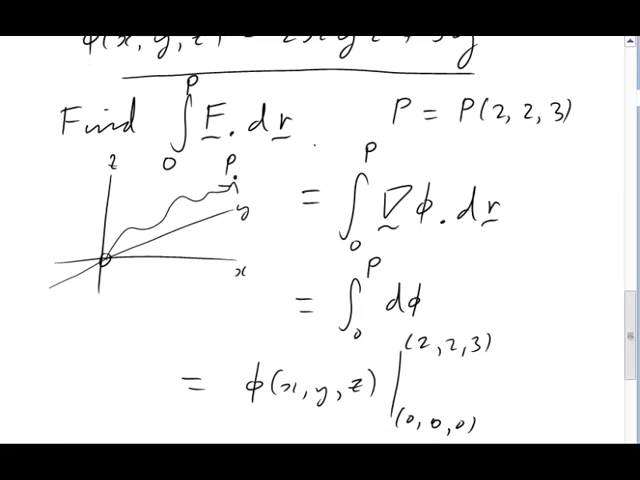 Find ∫₀ᴾ F . dr    P = P(2, 2, 3)
z P. y x
= ∫₀ᴾ ∇φ . dr
= ∫₀ᴾ dφ
= φ(x, y, z) | (2, 2, 3)
(0, 0, 0)